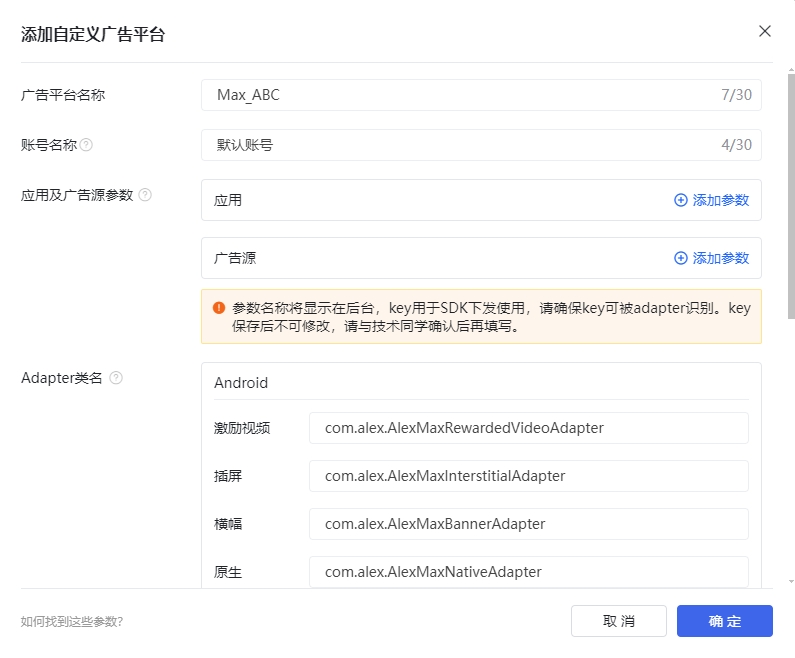 添加自定义广告平台
广告平台名称
Max_ABC
7/30
账号名称
默认账号
4/30
应用及广告源参数
应用
添加参数
广告源
添加参数
参数名称将显示在后台，key用于SDK下发使用，请确保key可被adapter识别。key
保存后不可修改，请与技术同学确认后再填写。
Adapter类名
Android
激励视频
com.alex.AlexMaxRewardedVideoAdapter
插屏
com.alex.AlexMaxInterstitialAdapter
横幅
com.alex.AlexMaxBannerAdapter
原生
com.alex.AlexMaxNativeAdapter
如何找到这些参数?
取 消
确 定